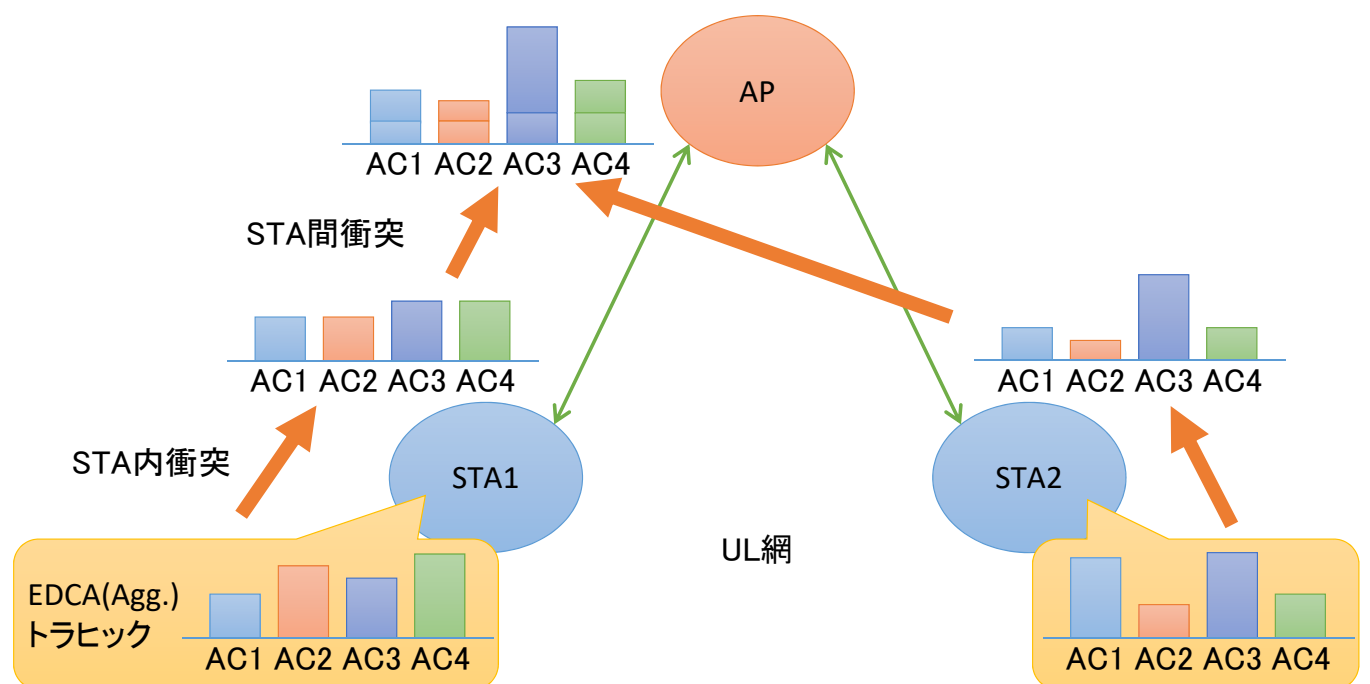 AP
AC1 AC2 AC3 AC4
STA間衝突
AC1 AC2 AC3 AC4
AC1 AC2 AC3 AC4
STA内衝突
STA1
STA2
UL網
EDCA(Agg.)
トラヒック
AC1 AC2 AC3 AC4
AC1 AC2 AC3 AC4